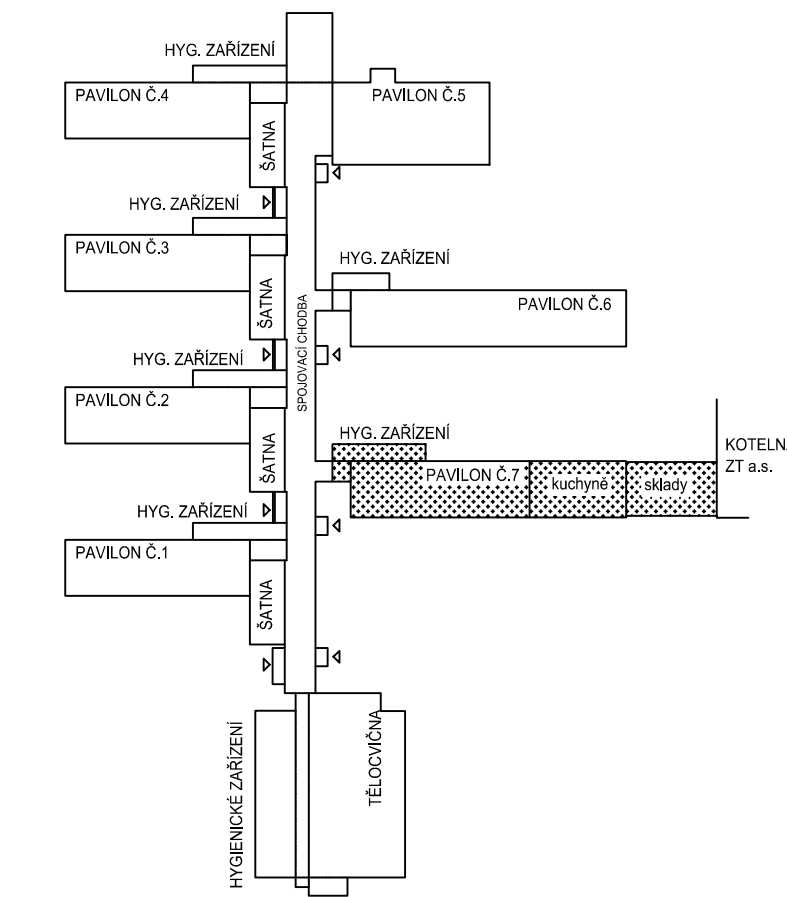 HYG. ZAŘÍZENÍ
PAVILON Č.4
PAVILON Č.5
ŠATNA
HYG. ZAŘÍZENÍ
PAVILON Č.3
HYG. ZAŘÍZENÍ
ŠATNA
SPOJOVACÍ CHODBA
PAVILON Č.6
HYG. ZAŘÍZENÍ
PAVILON Č.2
HYG. ZAŘÍZENÍ
ŠATNA
PAVILON Č.7
kuchyně
sklady
KOTELN
ZT a.s.
HYG. ZAŘÍZENÍ
PAVILON Č.1
ŠATNA
HYGIENICKÉ ZAŘÍZENÍ
TĚLOCVIČNA